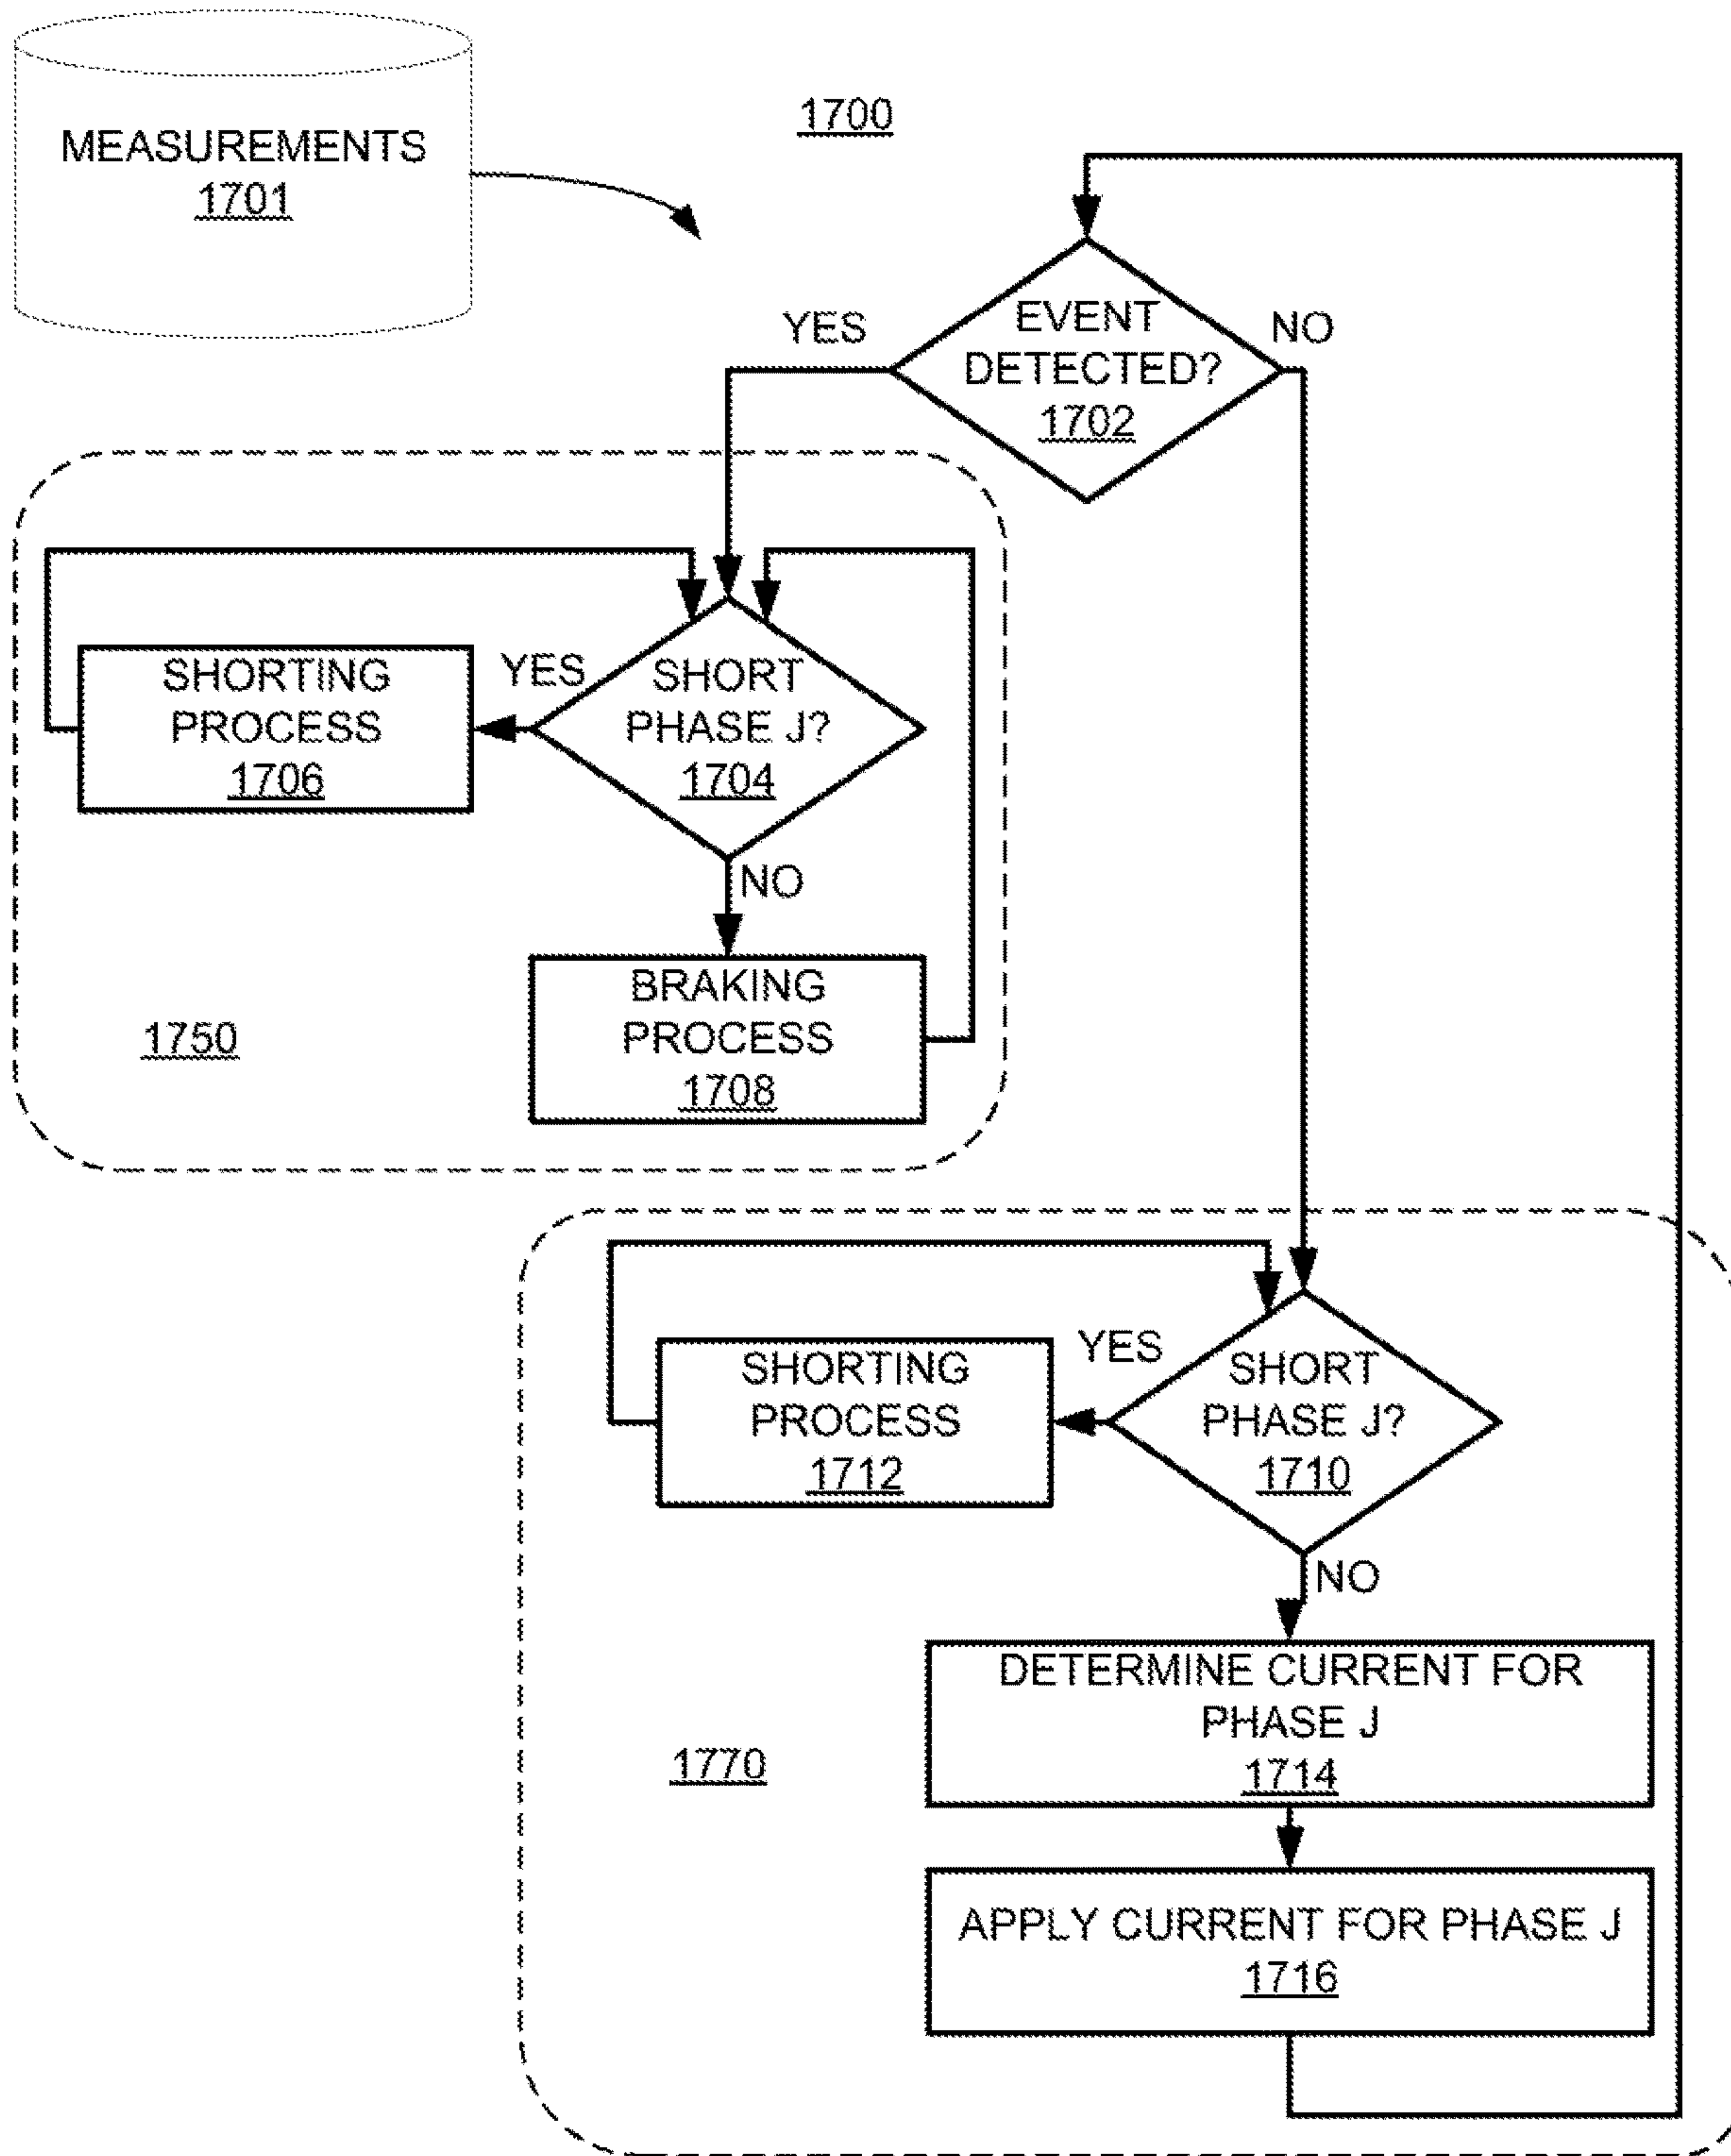 MEASUREMENTS
1701
1700
EVENT
DETECTED?
1702
YES
NO
SHORT
PHASE J?
1704
YES
NO
SHORTING
PROCESS
1706
BRAKING
PROCESS
1708
1750
SHORT
PHASE J?
1710
YES
NO
SHORTING
PROCESS
1712
DETERMINE CURRENT FOR
PHASE J
1714
1770
APPLY CURRENT FOR PHASE J
1716